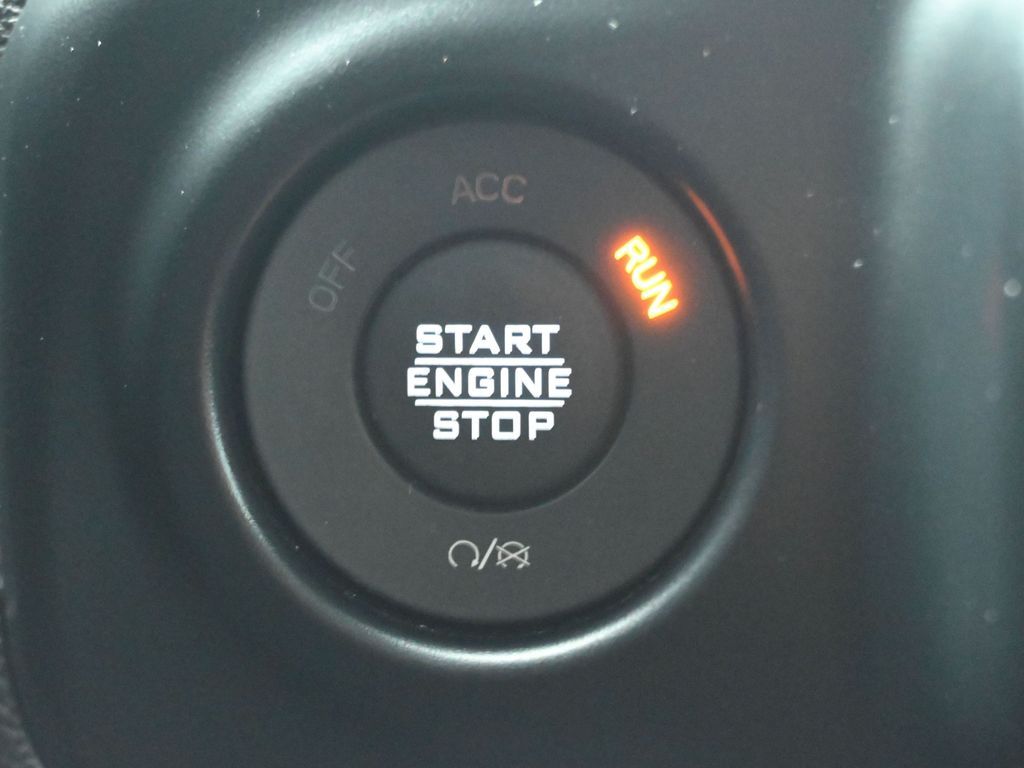 ACC
OFF
RUN
START
ENGINE
STOP